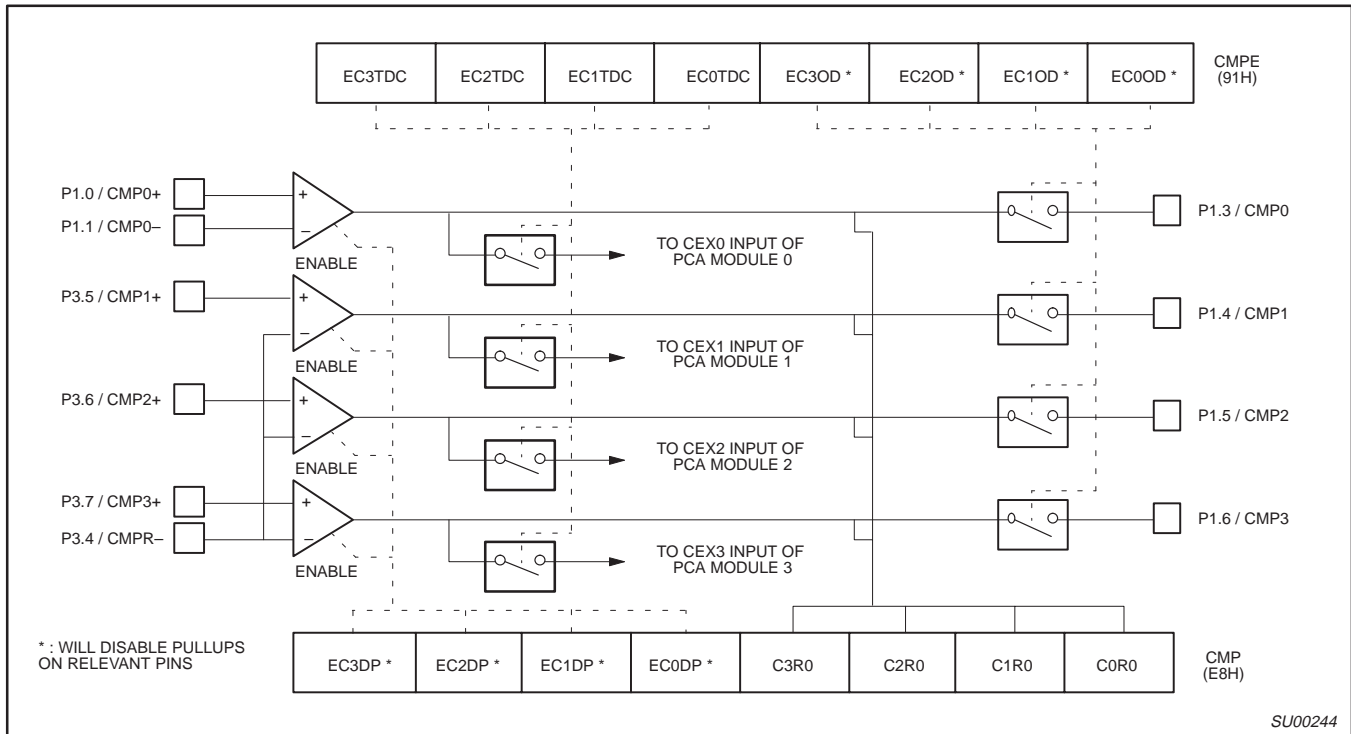 EC3TDC EC2TDC EC1TDC EC0TDC EC3OD * EC2OD * EC1OD * EC0OD *
CMPE
(91H)
P1.0 / CMP0+
P1.1 / CMP0–
+
–
ENABLE
TO CEX0 INPUT OF
PCA MODULE 0
P1.3 / CMP0
P3.5 / CMP1+
+
–
ENABLE
TO CEX1 INPUT OF
PCA MODULE 1
P1.4 / CMP1
P3.6 / CMP2+
+
–
ENABLE
TO CEX2 INPUT OF
PCA MODULE 2
P1.5 / CMP2
P3.7 / CMP3+
P3.4 / CMPR–
+
–
ENABLE
TO CEX3 INPUT OF
PCA MODULE 3
P1.6 / CMP3
* : WILL DISABLE PULLUPS
ON RELEVANT PINS
EC3DP * EC2DP * EC1DP * EC0DP * C3R0 C2R0 C1R0 C0R0
CMP
(E8H)
SU00244